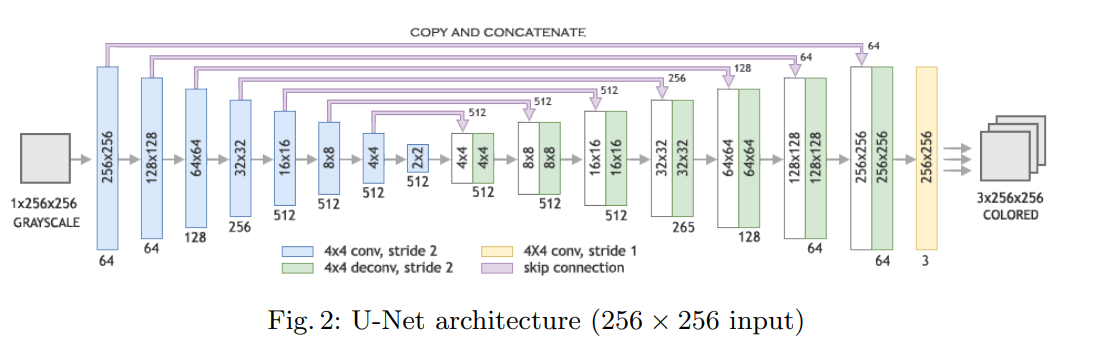 COPY AND CONCATENATE
64
64
128
256
512
512
512
256x256
128x128
64x64
32x32
16x16
8x8
4x4
2x2
4x4
4x4
8x8
8x8
16x16
16x16
32x32
32x32
64x64
64x64
128x128
128x128
256x256
256x256
256x256
1x256x256
GRAYSCALE
64
64
128
256
512
512
512
512
512
512
512
265
128
64
64
3
3x256x256
COLORED
4x4 conv, stride 2
4x4 deconv, stride 2
4X4 conv, stride 1
skip connection
Fig. 2: U-Net architecture (256 × 256 input)